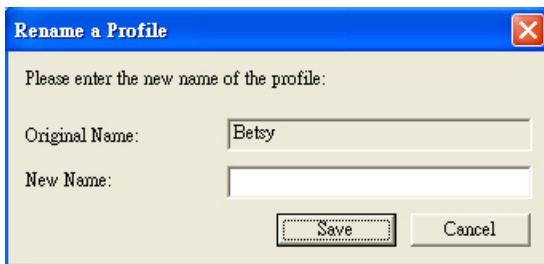 Rename a Profile
Please enter the new name of the profile:
Original Name: Betsy
New Name:
Save Cancel